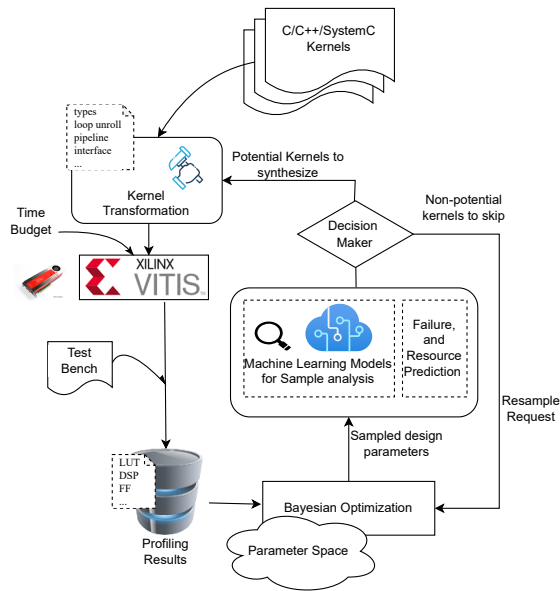 C/C++/SystemC
Kernels
types
loop unroll
pipeline
interface
...
Kernel
Transformation
Potential Kernels to
synthesize
Non-potential
kernels to skip
Decision
Maker
Time
Budget
XILINX
VITIS
Machine Learning Models
for Sample analysis
Failure,
and
Resource
Prediction
Test
Bench
Resample
Request
Sampled design
parameters
LUT
DSP
FF
...
Profiling
Results
Bayesian Optimization
Parameter Space